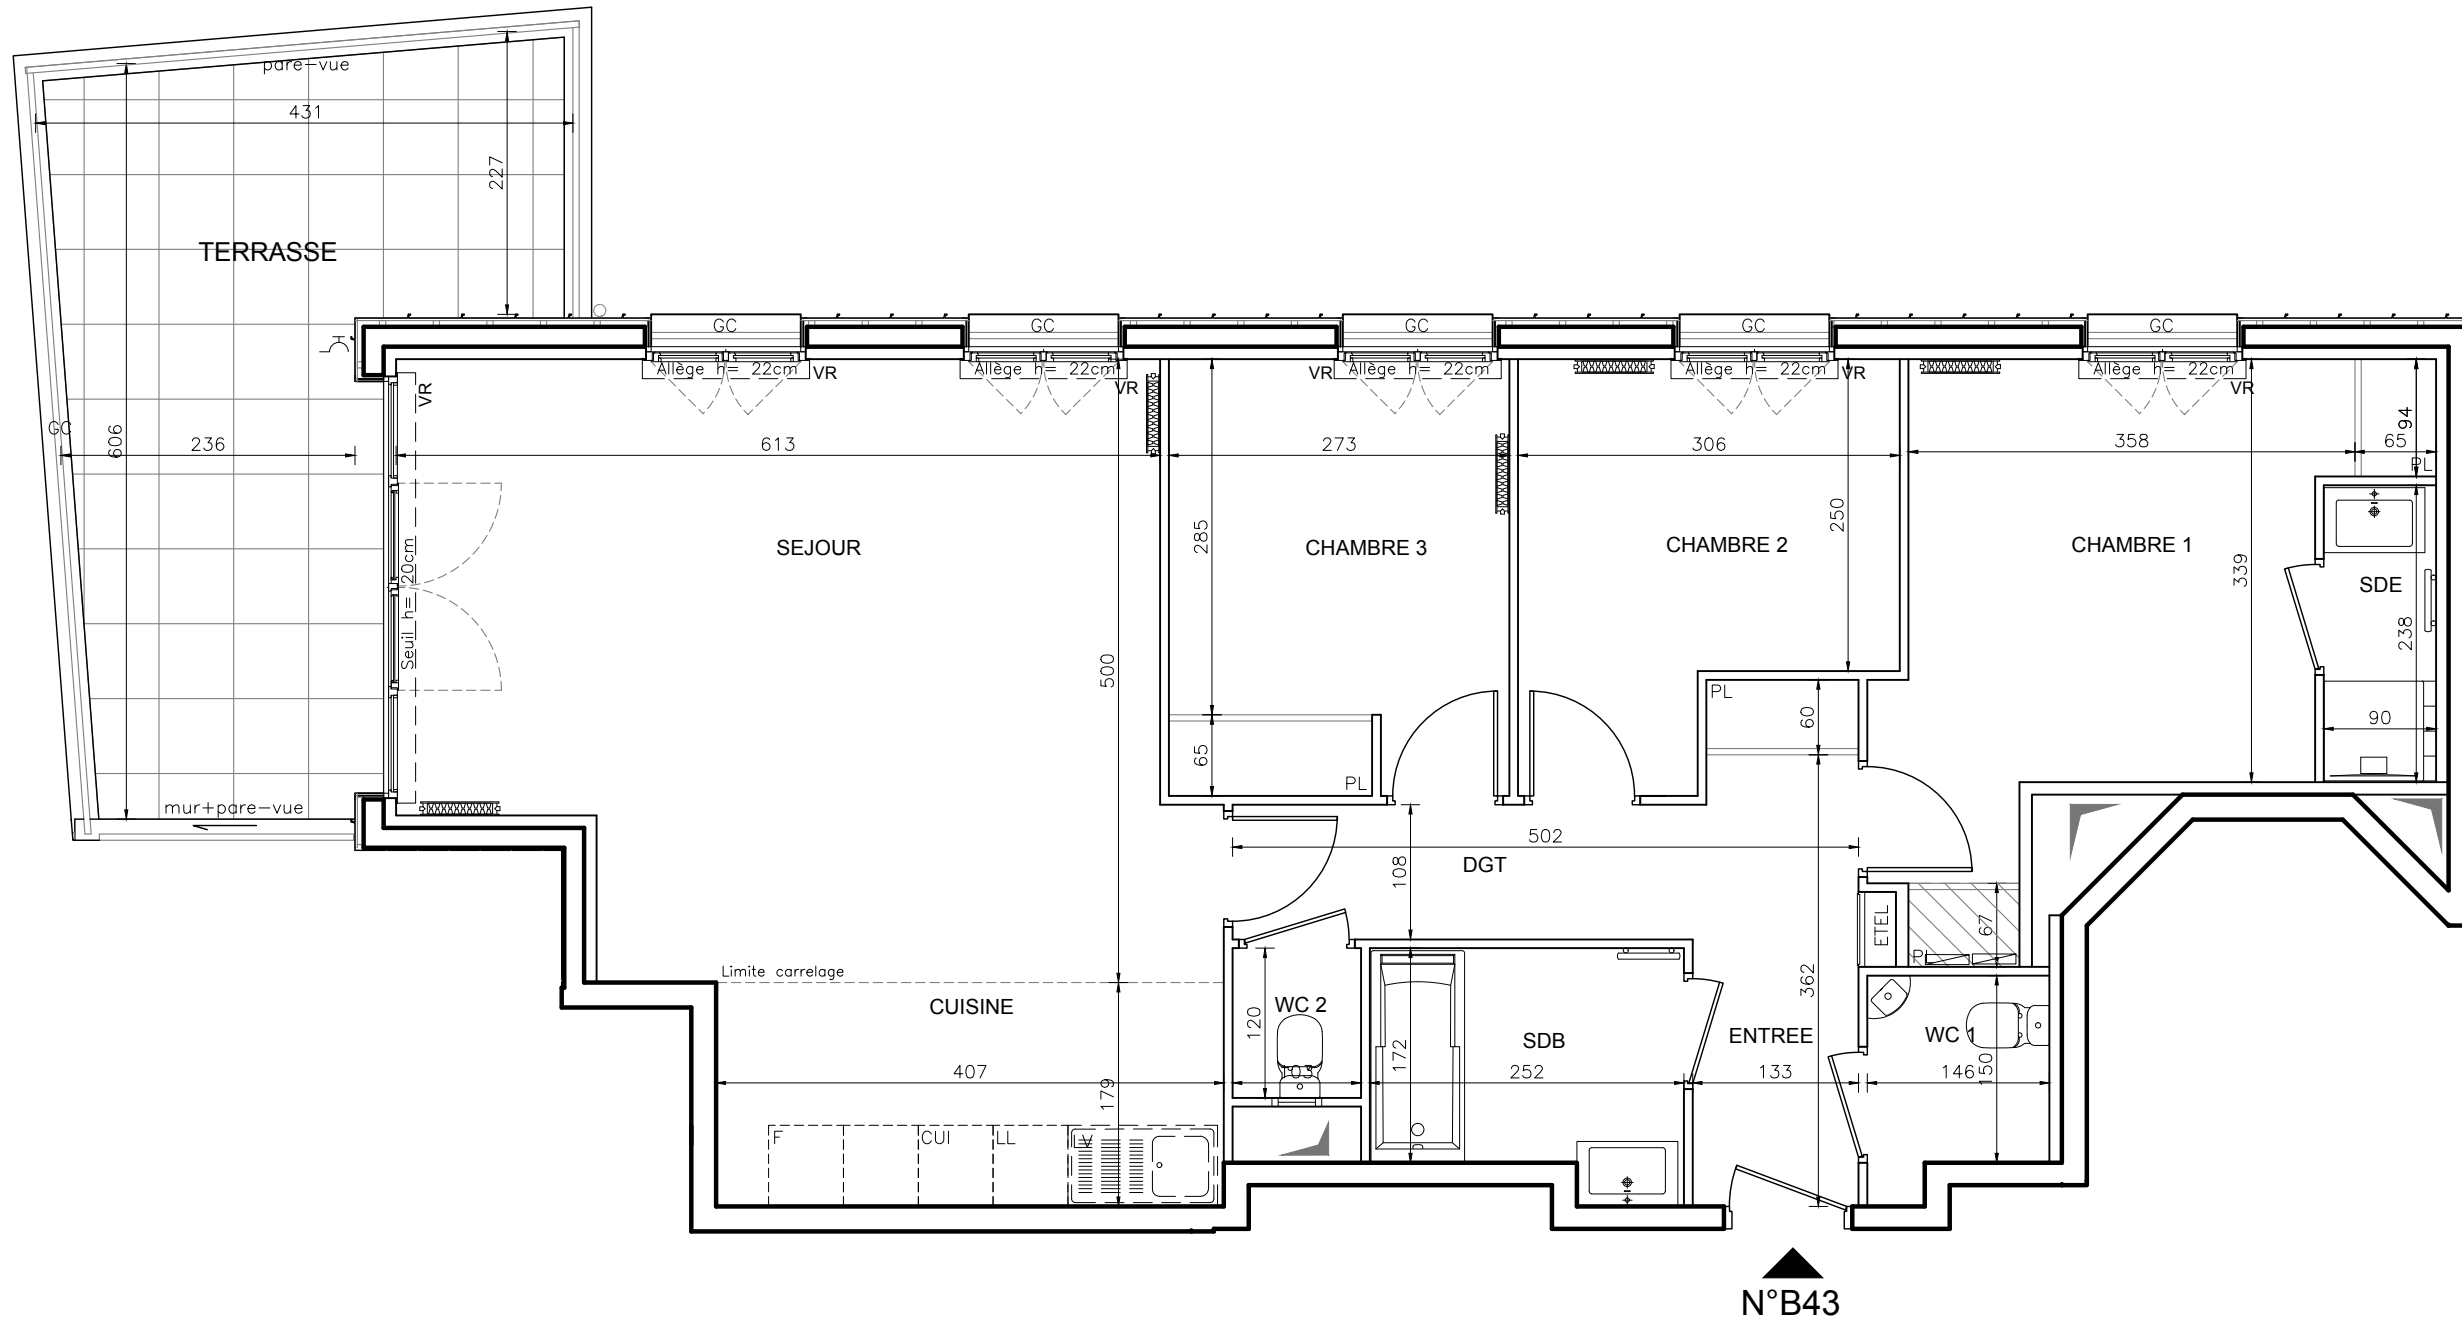 pare-vue
431
227
TERRASSE
GC
606
236
mur+pare-vue
VR
Seuil h= 20cm
GC
Allège h= 22cm
VR
GC
Allège h= 22cm
VR
GC
VR
Allège h= 22cm
GC
Allège h= 22cm
VR
GC
Allège h= 22cm
VR
613
273
306
358
65
94
PL
SEJOUR
500
285
CHAMBRE 3
CHAMBRE 2
250
CHAMBRE 1
339
SDE
238
90
65
PL
PL
60
502
108
DGT
ETEL
67
PL
362
Limite carrelage
CUISINE
407
179
F
CUI
LL
LV
WC 2
120
172
SDB
252
ENTREE
133
WC 1
146
150
N°B43